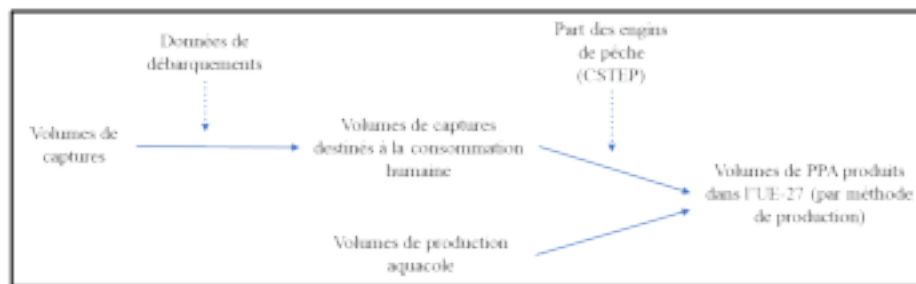 Données de
débarquements
Part des engins
de pêche
(CSTEP)
Volumes de
captures
Volumes de captures
destinés à la consommation
humaine
Volumes de PPA produits
dans l'UE-27 (par méthode
de production)
Volumes de production
aquacole